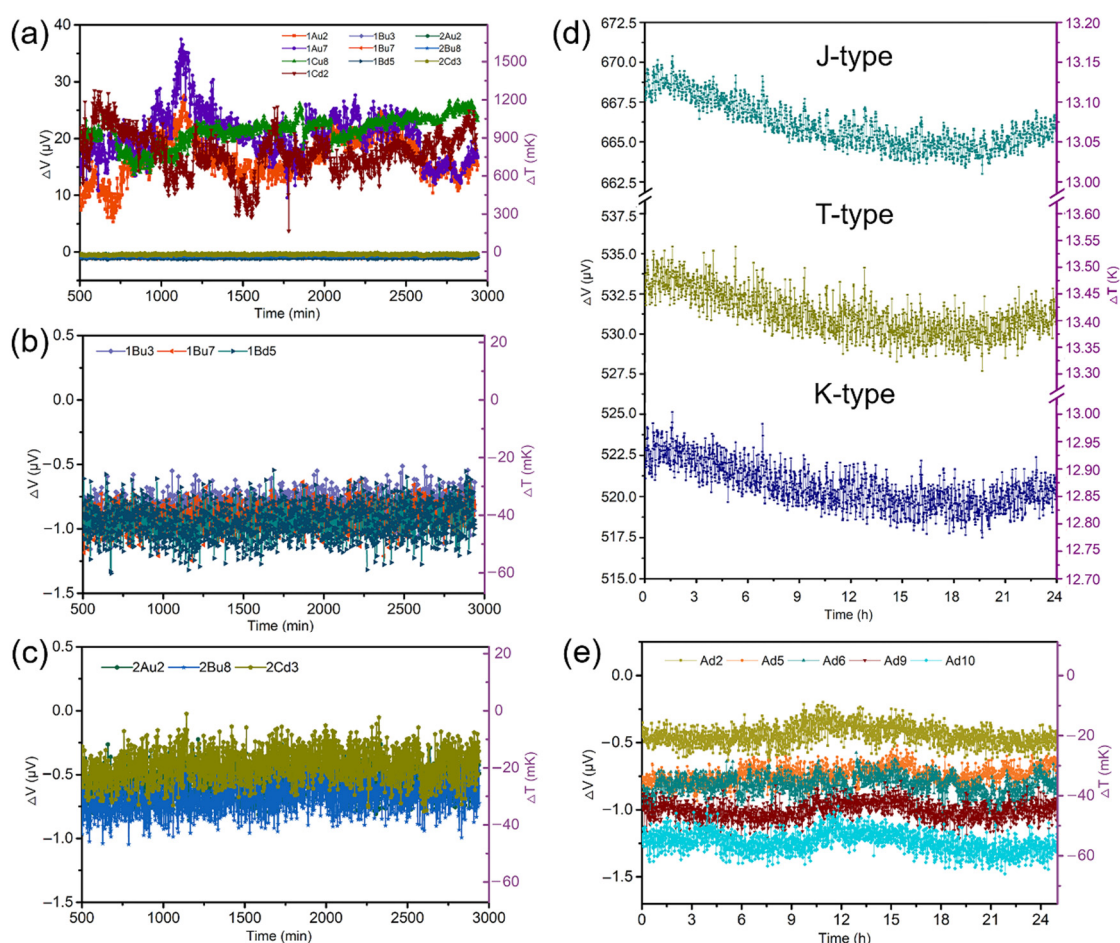 (a)
1Au2 1Bu3 2Au2
1Au7 1Bu7 2Bu8
1Cu8 1Bd5 2Cd3
1Cd2
40
30
20
10
0
ΔV (µV)
1500
1200
900
600
300
0
ΔT (mK)
500 1000 1500 2000 2500 3000
Time (min)
(b)
1Bu3 1Bu7 1Bd5
0.5
0.0
−0.5
−1.0
−1.5
ΔV (µV)
20
0
−20
−40
−60
ΔT (mK)
500 1000 1500 2000 2500 3000
Time (min)
(c)
2Au2 2Bu8 2Cd3
0.5
0.0
−0.5
−1.0
−1.5
ΔV (µV)
20
0
−20
−40
−60
ΔT (mK)
500 1000 1500 2000 2500 3000
Time (min)
(d)
J-type
672.5
670.0
667.5
665.0
662.5
13.20
13.15
13.10
13.05
13.00
T-type
537.5
535.0
532.5
530.0
527.5
ΔV (µV)
13.60
13.55
13.50
13.45
13.40
13.35
13.30
ΔT (K)
K-type
525.0
522.5
520.0
517.5
515.0
13.00
12.95
12.90
12.85
12.80
12.75
12.70
0 3 6 9 12 15 18 21 24
Time (h)
(e)
Ad2 Ad5 Ad6 Ad9 Ad10
0.0
−0.5
−1.0
−1.5
ΔV (µV)
0
−20
−40
−60
ΔT (mK)
0 3 6 9 12 15 18 21 24
Time (h)